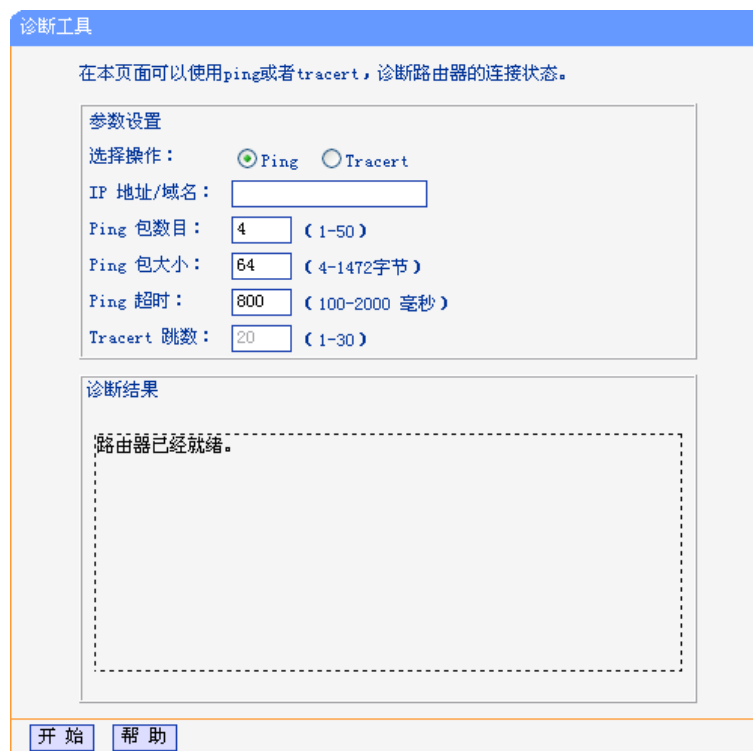 诊断工具
在本页面可以使用ping或者tracert，诊断路由器的连接状态。
参数设置
选择操作： Ping Tracert
IP 地址/域名：
Ping 包数目： 4 （1-50）
Ping 包大小： 64 （4-1472字节）
Ping 超时： 800 （100-2000 毫秒）
Tracert 跳数： 20 （1-30）
诊断结果
路由器已经就绪。
开 始 帮 助